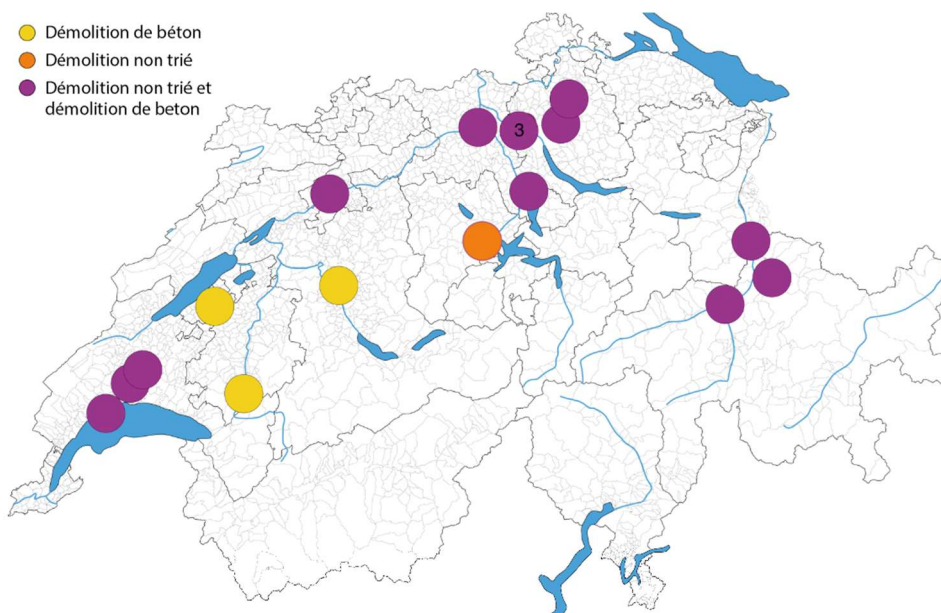 Démolition de béton
Démolition non trié
Démolition non trié et
démolition de beton
3